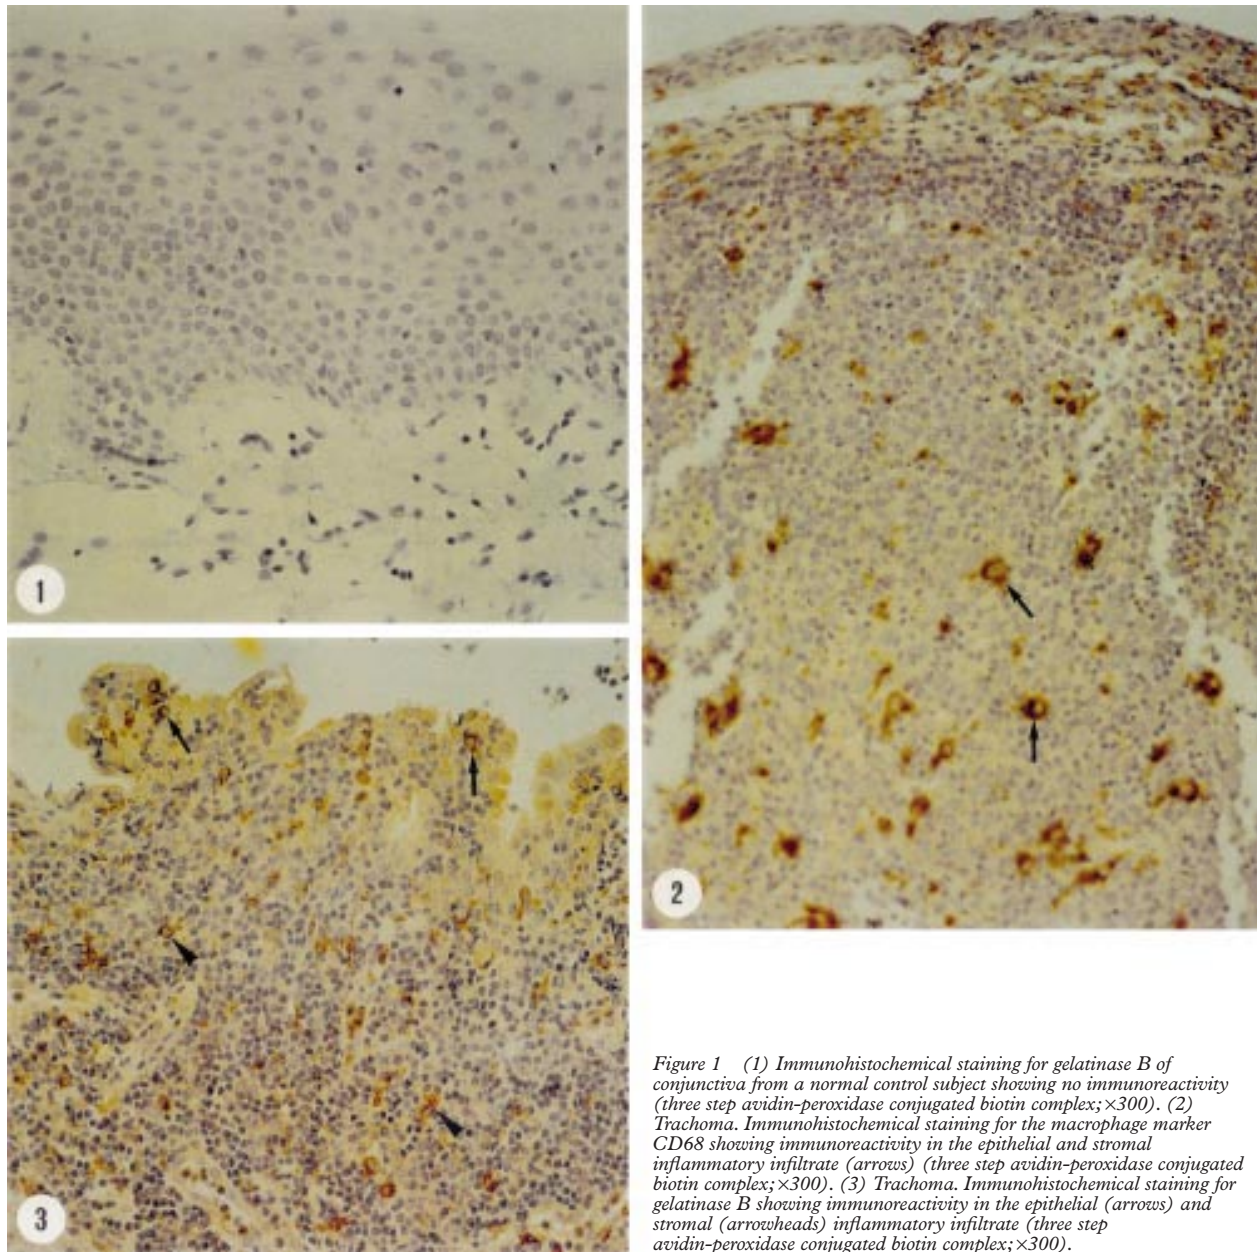 1
2
3
Figure 1 (1) Immunohistochemical staining for gelatinase B of
conjunctiva from a normal control subject showing no immunoreactivity
(three step avidin-peroxidase conjugated biotin complex; ×300). (2)
Trachoma. Immunohistochemical staining for the macrophage marker
CD68 showing immunoreactivity in the epithelial and stromal
inflammatory infiltrate (arrows) (three step avidin-peroxidase conjugated
biotin complex; ×300). (3) Trachoma. Immunohistochemical staining for
gelatinase B showing immunoreactivity in the epithelial (arrows) and
stromal (arrowheads) inflammatory infiltrate (three step
avidin-peroxidase conjugated biotin complex; ×300).